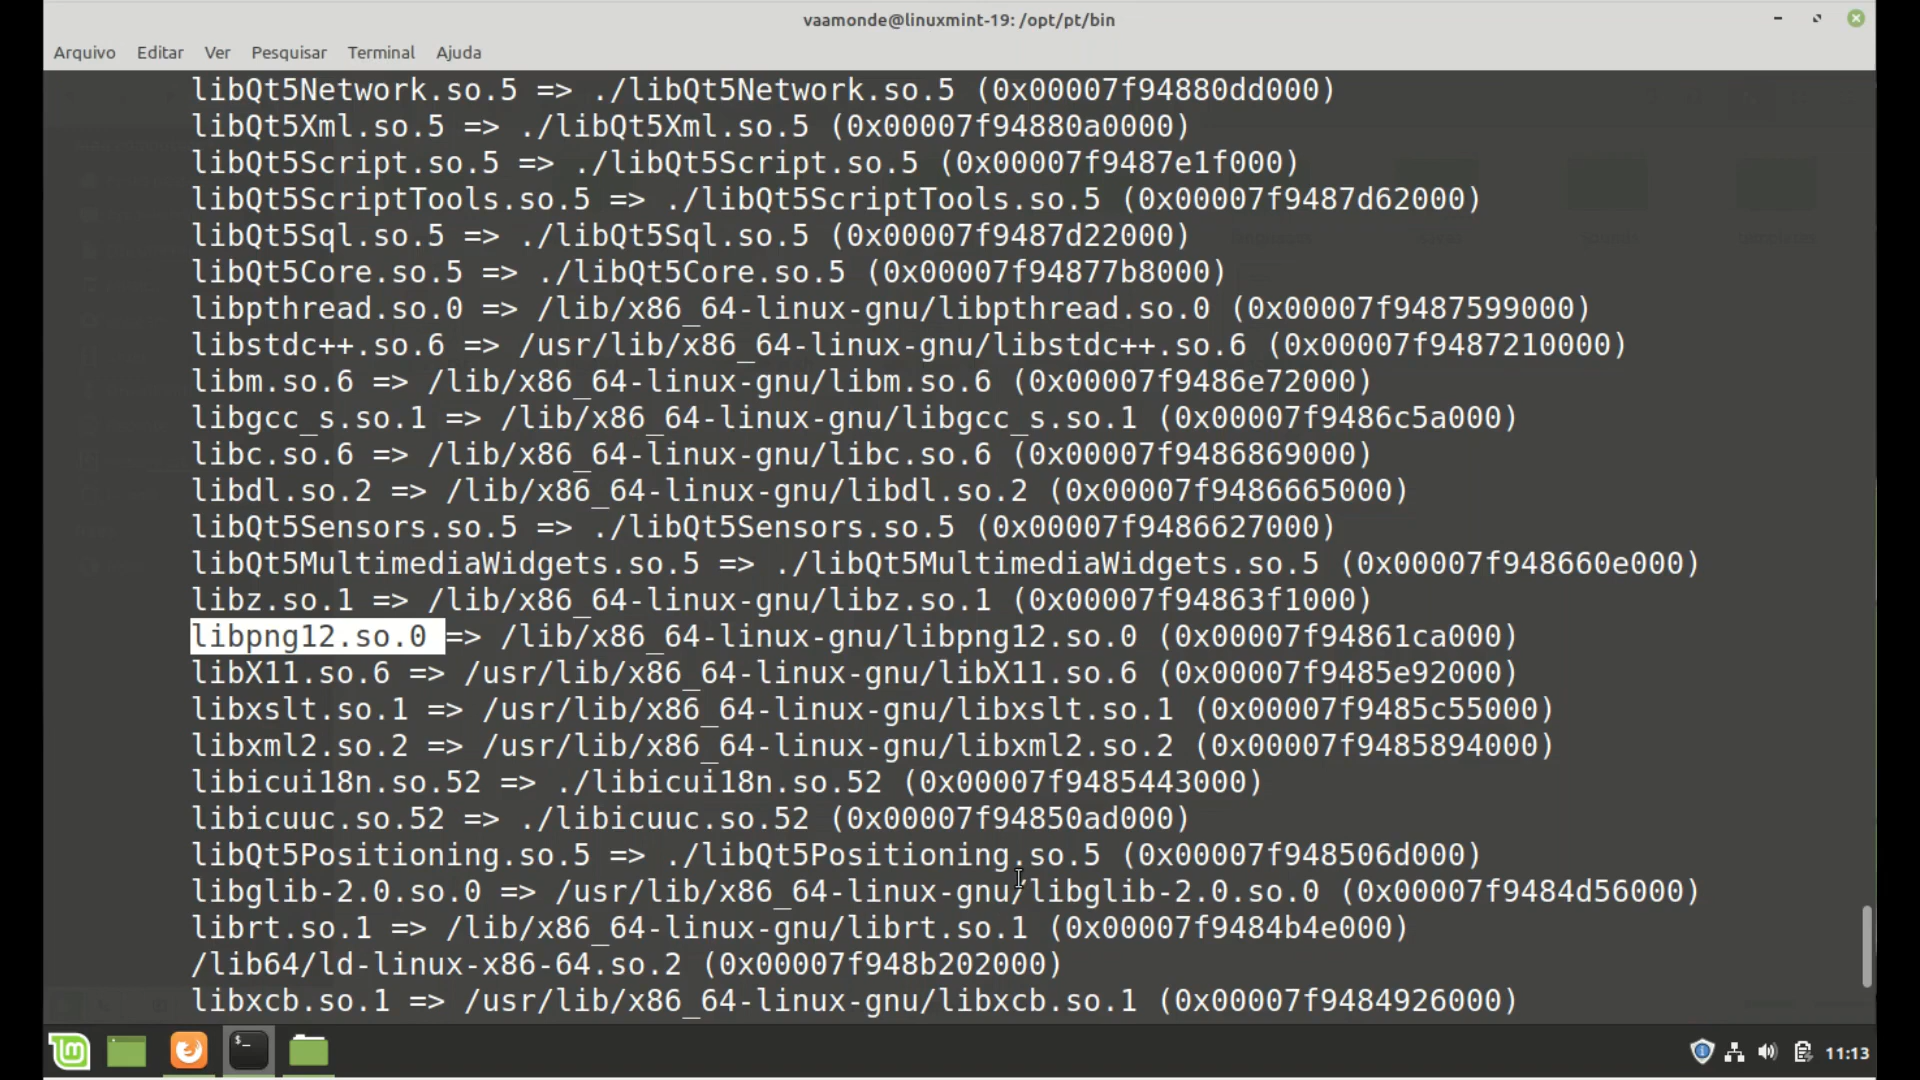 vaamonde@linuxmint-19: /opt/pt/bin
Arquivo Editar Ver Pesquisar Terminal Ajuda
libQt5Network.so.5 => ./libQt5Network.so.5 (0x00007f94880dd000)
libQt5Xml.so.5 => ./libQt5Xml.so.5 (0x00007f94880a0000)
libQt5Script.so.5 => ./libQt5Script.so.5 (0x00007f9487e1f000)
libQt5ScriptTools.so.5 => ./libQt5ScriptTools.so.5 (0x00007f9487d62000)
libQt5Sql.so.5 => ./libQt5Sql.so.5 (0x00007f9487d22000)
libQt5Core.so.5 => ./libQt5Core.so.5 (0x00007f94877b8000)
libpthread.so.0 => /lib/x86_64-linux-gnu/libpthread.so.0 (0x00007f9487599000)
libstdc++.so.6 => /usr/lib/x86_64-linux-gnu/libstdc++.so.6 (0x00007f9487210000)
libm.so.6 => /lib/x86_64-linux-gnu/libm.so.6 (0x00007f9486e72000)
libgcc_s.so.1 => /lib/x86_64-linux-gnu/libgcc_s.so.1 (0x00007f9486c5a000)
libc.so.6 => /lib/x86_64-linux-gnu/libc.so.6 (0x00007f9486869000)
libdl.so.2 => /lib/x86_64-linux-gnu/libdl.so.2 (0x00007f9486665000)
libQt5Sensors.so.5 => ./libQt5Sensors.so.5 (0x00007f9486627000)
libQt5MultimediaWidgets.so.5 => ./libQt5MultimediaWidgets.so.5 (0x00007f948660e000)
libz.so.1 => /lib/x86_64-linux-gnu/libz.so.1 (0x00007f94863f1000)
libpng12.so.0 => /lib/x86_64-linux-gnu/libpng12.so.0 (0x00007f94861ca000)
libX11.so.6 => /usr/lib/x86_64-linux-gnu/libX11.so.6 (0x00007f9485e92000)
libxslt.so.1 => /usr/lib/x86_64-linux-gnu/libxslt.so.1 (0x00007f9485c55000)
libxml2.so.2 => /usr/lib/x86_64-linux-gnu/libxml2.so.2 (0x00007f9485894000)
libicui18n.so.52 => ./libicui18n.so.52 (0x00007f9485443000)
libicuuc.so.52 => ./libicuuc.so.52 (0x00007f94850ad000)
libQt5Positioning.so.5 => ./libQt5Positioning.so.5 (0x00007f948506d000)
libglib-2.0.so.0 => /usr/lib/x86_64-linux-gnu/libglib-2.0.so.0 (0x00007f9484d56000)
librt.so.1 => /lib/x86_64-linux-gnu/librt.so.1 (0x00007f9484b4e000)
/lib64/ld-linux-x86-64.so.2 (0x00007f948b202000)
libxcb.so.1 => /usr/lib/x86_64-linux-gnu/libxcb.so.1 (0x00007f9484926000)
11:13